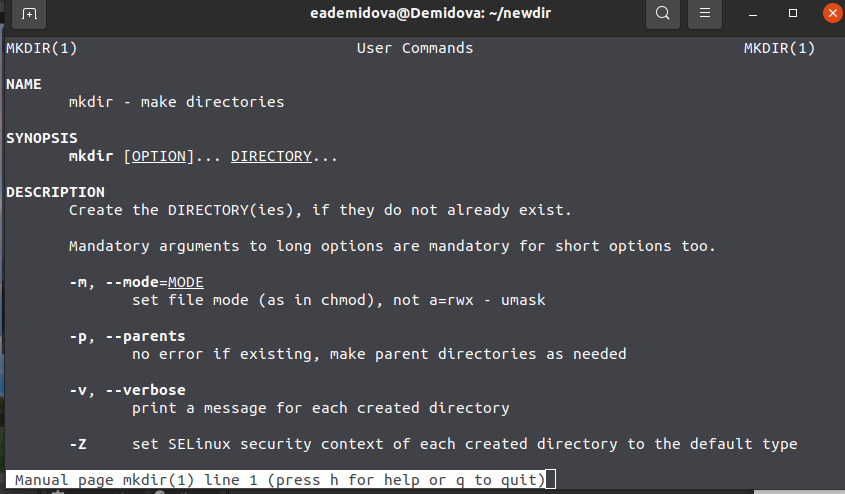 eademidova@Demidova: ~/newdir
MKDIR(1) User Commands MKDIR(1)
NAME
mkdir - make directories
SYNOPSIS
mkdir [OPTION]... DIRECTORY...
DESCRIPTION
Create the DIRECTORY(ies), if they do not already exist.
Mandatory arguments to long options are mandatory for short options too.
-m, --mode=MODE
set file mode (as in chmod), not a=rwx - umask
-p, --parents
no error if existing, make parent directories as needed
-v, --verbose
print a message for each created directory
-Z set SELinux security context of each created directory to the default type
Manual page mkdir(1) line 1 (press h for help or q to quit)